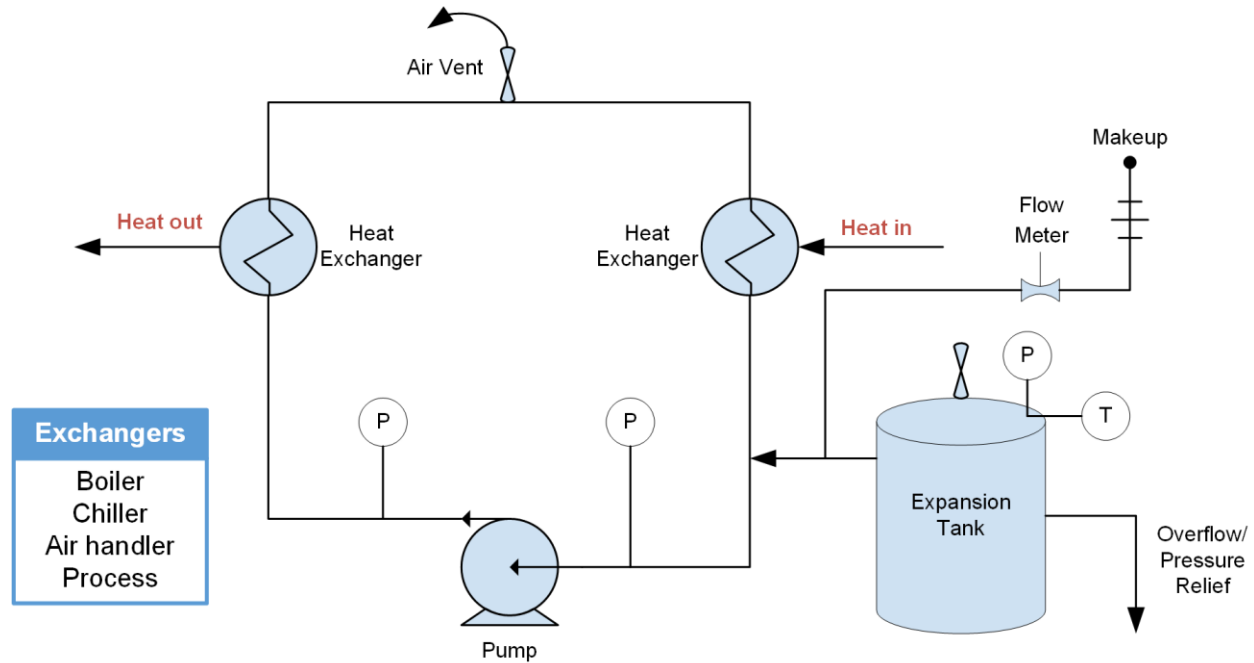 Air Vent
Makeup
Heat out
Heat
Exchanger
Heat
Exchanger
Heat in
Flow
Meter
P
T
P
P
Exchangers
Boiler
Chiller
Air handler
Process
Expansion
Tank
Overflow/
Pressure
Relief
Pump